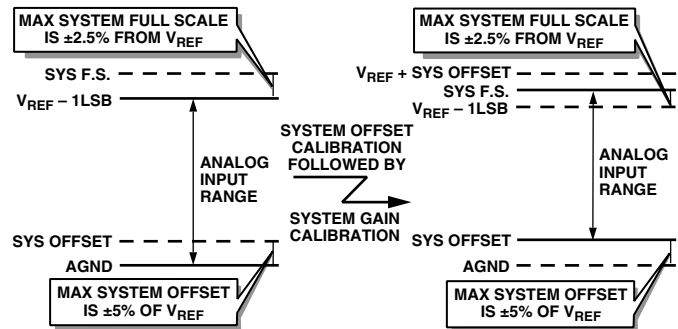 MAX SYSTEM FULL SCALE
IS ±2.5% FROM VREF
SYS F.S.
VREF – 1LSB
ANALOG
INPUT
RANGE
SYS OFFSET
AGND
MAX SYSTEM OFFSET
IS ±5% OF VREF
SYSTEM OFFSET
CALIBRATION
FOLLOWED BY
SYSTEM GAIN
CALIBRATION
MAX SYSTEM FULL SCALE
IS ±2.5% FROM VREF
VREF + SYS OFFSET
SYS F.S.
VREF – 1LSB
ANALOG
INPUT
RANGE
SYS OFFSET
AGND
MAX SYSTEM OFFSET
IS ±5% OF VREF